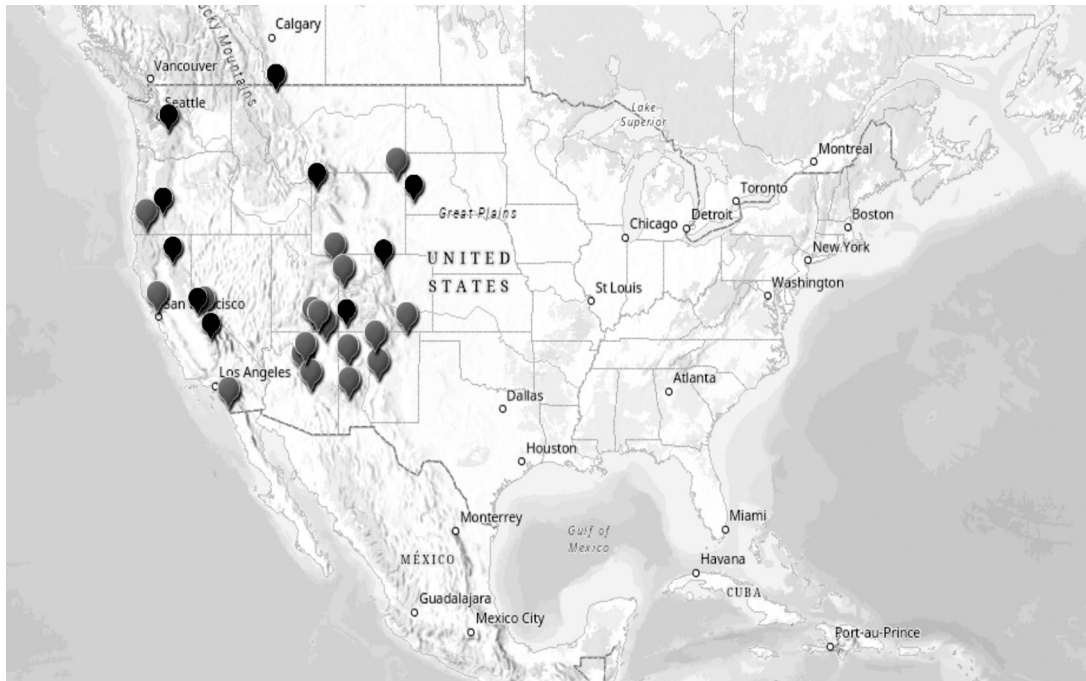 Calgary
Rocky Mountains
Vancouver
Seattle
Lake
Superior
Montreal
Toronto
Great Plains
Chicago
Detroit
Boston
New York
UNITED
STATES
St Louis
Washington
Los Angeles
Atlanta
Dallas
Houston
Monterrey
Gulf of
Mexico
Miami
MÉXICO
Havana
CUBA
Guadalajara
Mexico City
Port-au-Prince